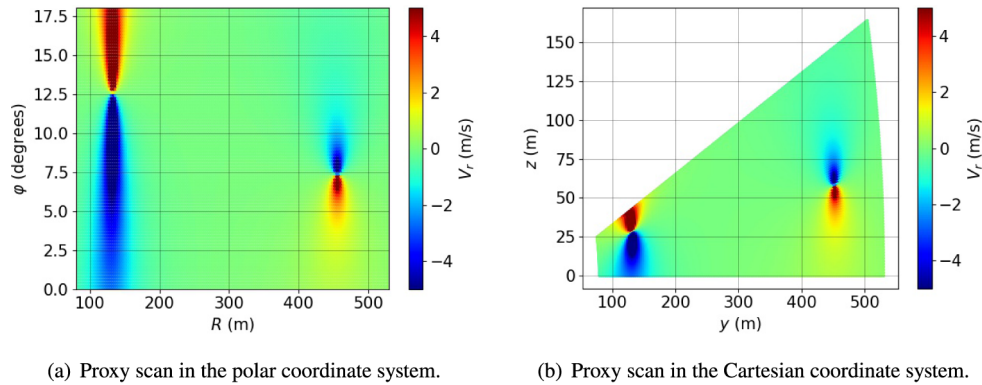 17.5
15.0
12.5
10.0
7.5
5.0
2.5
0.0
φ (degrees)
100 200 300 400 500
R (m)
4
2
0
−2
−4
V_r (m/s)
150
125
100
75
50
25
0
z (m)
100 200 300 400 500
y (m)
4
2
0
−2
−4
V_r (m/s)
(a) Proxy scan in the polar coordinate system.
(b) Proxy scan in the Cartesian coordinate system.